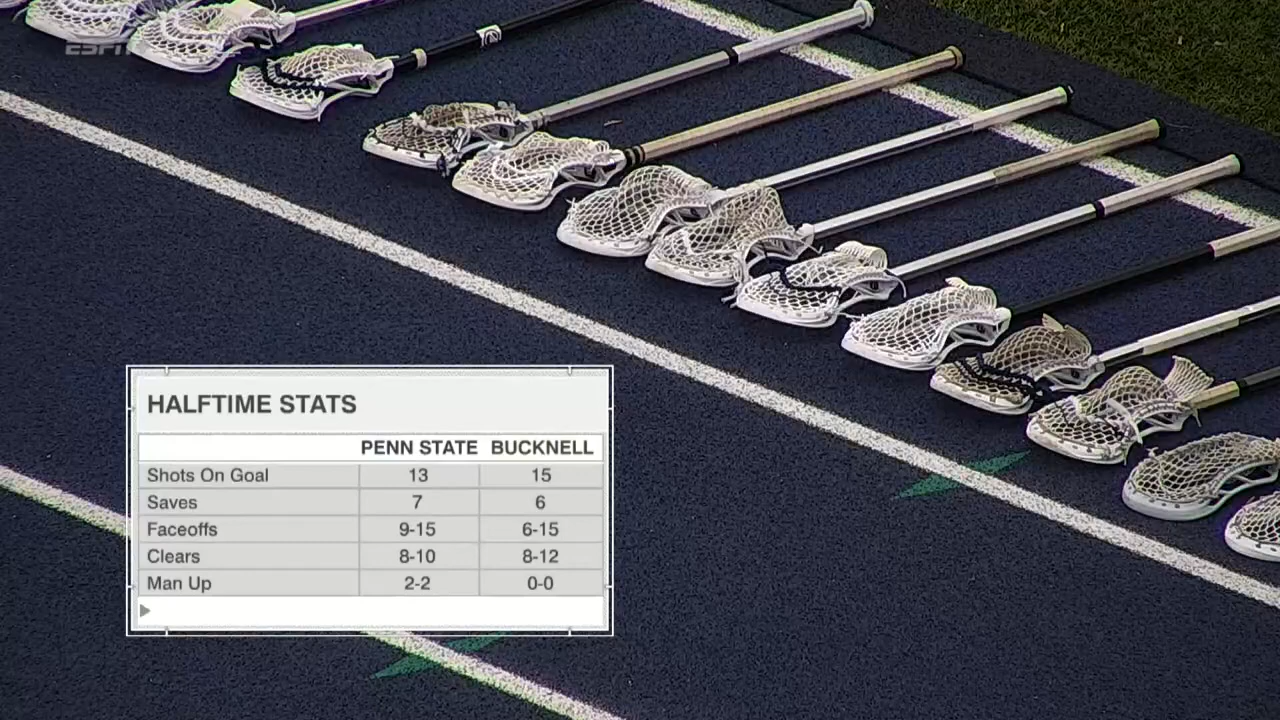 ESPN
HALFTIME STATS
PENN STATE BUCKNELL
Shots On Goal 13 15
Saves 7 6
Faceoffs 9-15 6-15
Clears 8-10 8-12
Man Up 2-2 0-0